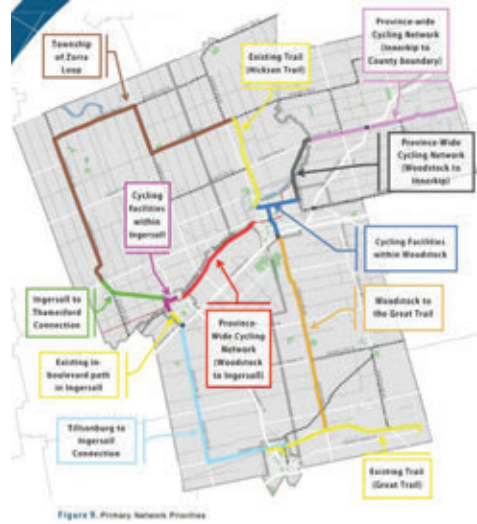 Township
of Zorra
Loop
Existing Trail
(Hickson Trail)
Province-wide
Cycling Network
(Innerkip to
County boundary)
Province-Wide
Cycling Network
(Woodstock to
Innerkip)
Cycling
Facilities
within
Ingersoll
Cycling Facilities
within Woodstock
Ingersoll to
Thamesford
Connection
Woodstock to
the Great Trail
Province-
Wide Cycling
Network
(Woodstock
to Ingersoll)
Existing in-
boulevard path
in Ingersoll
Tillsonburg to
Ingersoll
Connection
Existing Trail
(Great Trail)
Figure 9. Primary Network Priorities